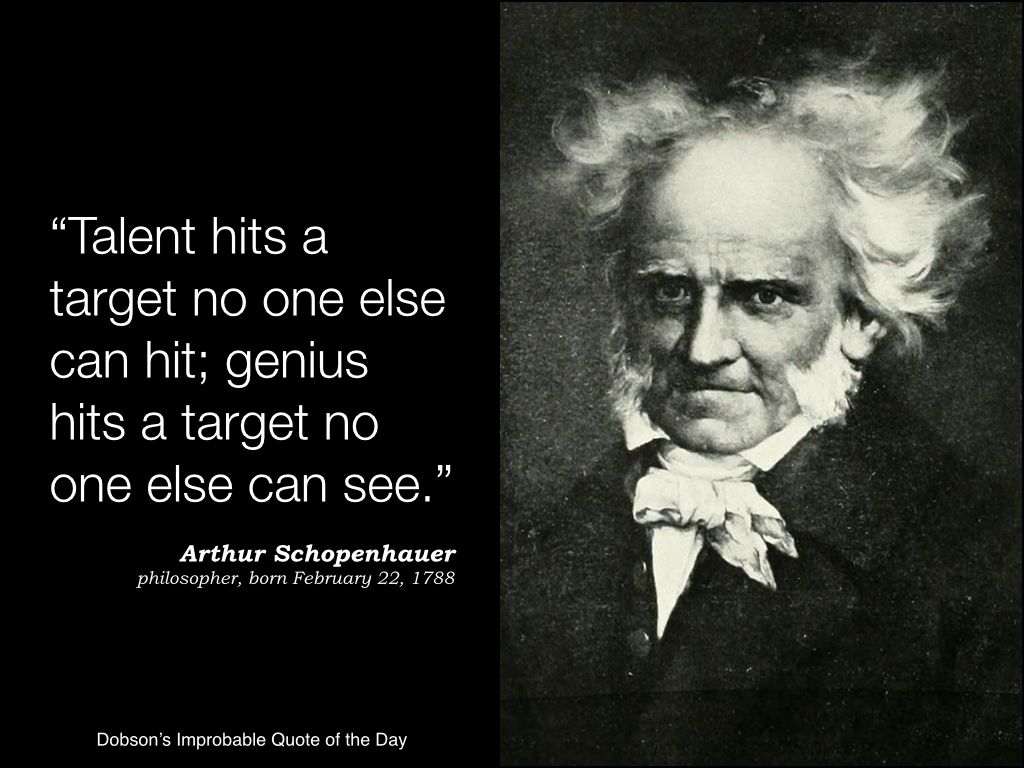 “Talent hits a
target no one else
can hit; genius
hits a target no
one else can see.”
Arthur Schopenhauer
philosopher, born February 22, 1788
Dobson’s Improbable Quote of the Day